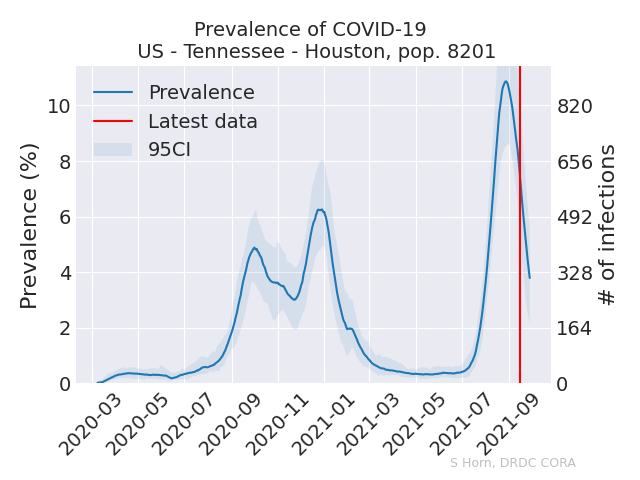 Prevalence of COVID-19
US - Tennessee - Houston, pop. 8201
Prevalence
Latest data
95CI
Prevalence (%)
10
8
6
4
2
0
820
656
492
328
164
0
# of infections
2020-03
2020-05
2020-07
2020-09
2020-11
2021-01
2021-03
2021-05
2021-07
2021-09
S Horn, DRDC CORA